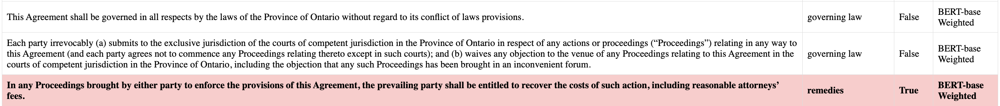 This Agreement shall be governed in all respects by the laws of the Province of Ontario without regard to its conflict of laws provisions.
governing law
False
BERT-base
Weighted
Each party irrevocably (a) submits to the exclusive jurisdiction of the courts of competent jurisdiction in the Province of Ontario in respect of any actions or proceedings (“Proceedings”) relating in any way to
this Agreement (and each party agrees not to commence any Proceedings relating thereto except in such courts); and (b) waives any objection to the venue of any Proceedings relating to this Agreement in the
courts of competent jurisdiction in the Province of Ontario, including the objection that any such Proceedings has been brought in an inconvenient forum.
governing law
False
BERT-base
Weighted
In any Proceedings brought by either party to enforce the provisions of this Agreement, the prevailing party shall be entitled to recover the costs of such action, including reasonable attorneys’
fees.
remedies
True
BERT-base
Weighted